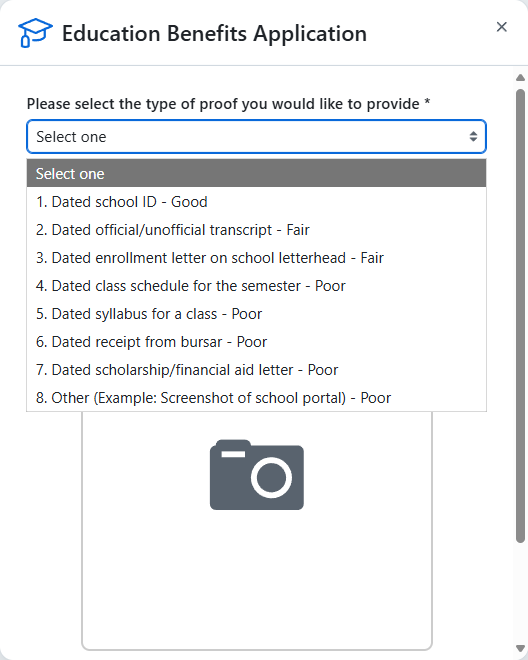 Education Benefits Application
Please select the type of proof you would like to provide *
Select one
Select one
1. Dated school ID - Good
2. Dated official/unofficial transcript - Fair
3. Dated enrollment letter on school letterhead - Fair
4. Dated class schedule for the semester - Poor
5. Dated syllabus for a class - Poor
6. Dated receipt from bursar - Poor
7. Dated scholarship/financial aid letter - Poor
8. Other (Example: Screenshot of school portal) - Poor